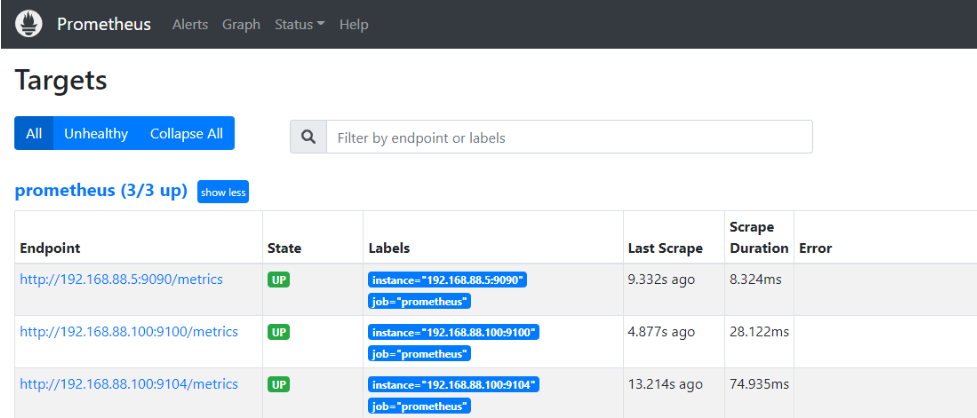 Prometheus Alerts Graph Status Help
Targets
All Unhealthy Collapse All
Filter by endpoint or labels
prometheus (3/3 up) show less
Endpoint State Labels Last Scrape Scrape Duration Error
http://192.168.88.5:9090/metrics UP instance="192.168.88.5:9090" 9.332s ago 8.324ms
job="prometheus"
http://192.168.88.100:9100/metrics UP instance="192.168.88.100:9100" 4.877s ago 28.122ms
job="prometheus"
http://192.168.88.100:9104/metrics UP instance="192.168.88.100:9104" 13.214s ago 74.935ms
job="prometheus"